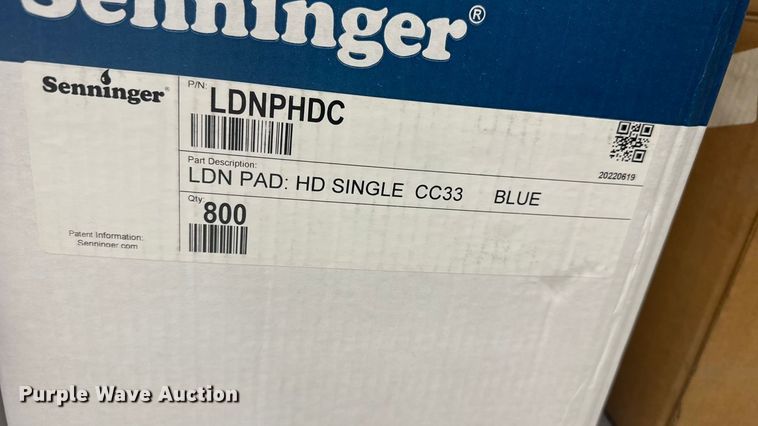 Senninger®
Senninger®
P/N:
LDNPHDC
Part Description:
20220619
LDN PAD: HD SINGLE CC33 BLUE
Qty:
800
Patent Information:
Senninger.com
Purple Wave Auction